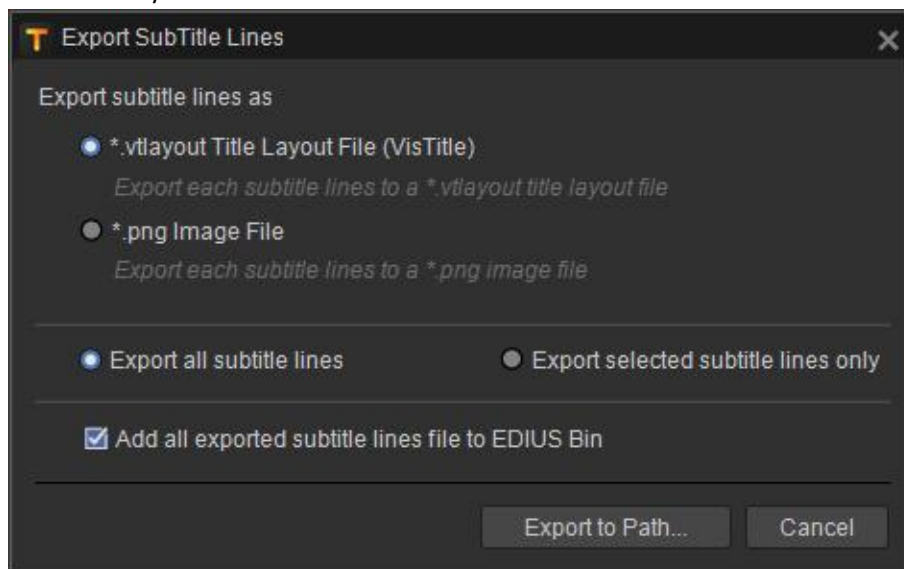 Export SubTitle Lines
Export subtitle lines as
*.vtlayout Title Layout File (VisTitle)
Export each subtitle lines to a *.vtlayout title layout file
*.png Image File
Export each subtitle lines to a *.png image file
Export all subtitle lines Export selected subtitle lines only
Add all exported subtitle lines file to EDIUS Bin
Export to Path... Cancel